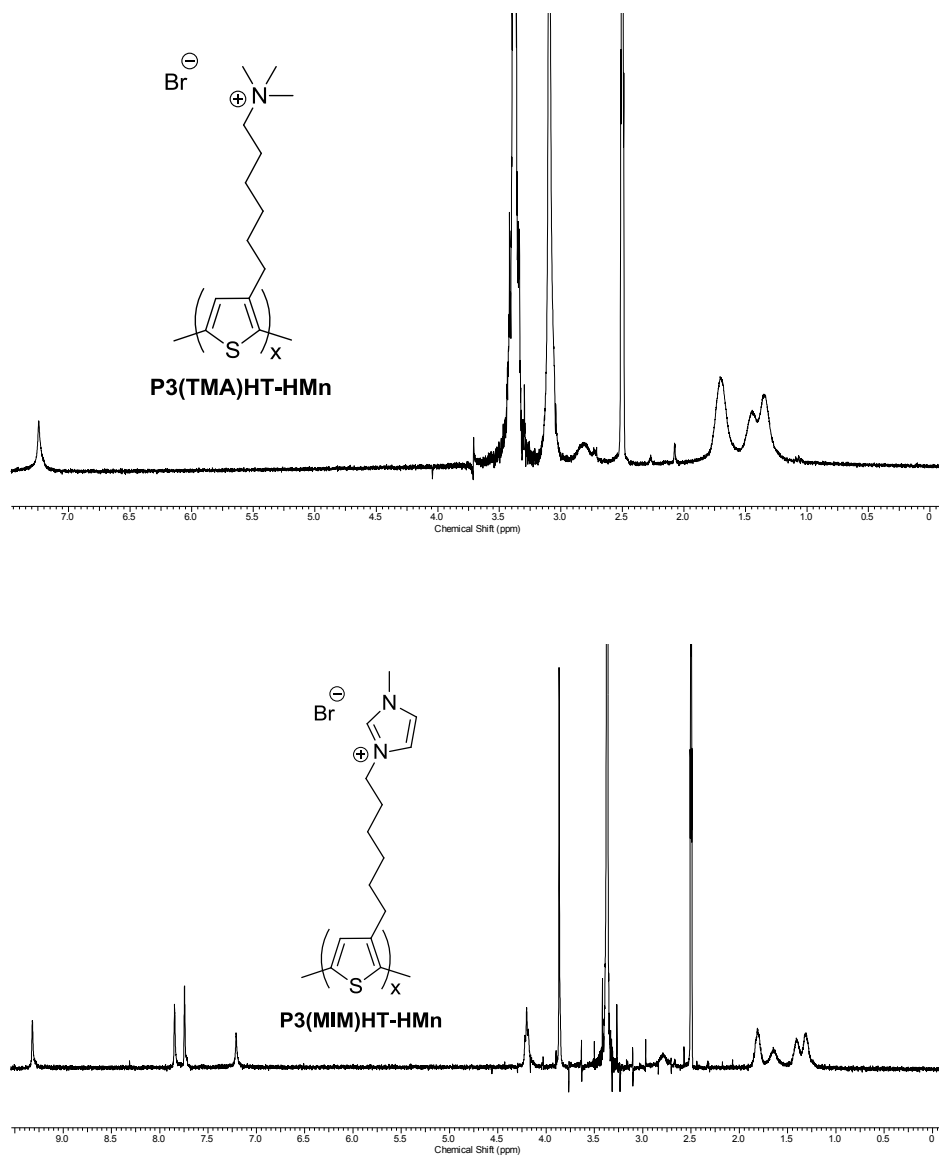 Br⊖
⊕ N
S
x
P3(TMA)HT-HMn
7.0 6.5 6.0 5.5 5.0 4.5 4.0 3.5 3.0 2.5 2.0 1.5 1.0 0.5 0
Chemical Shift (ppm)
N
Br⊖
N
⊕
S
x
P3(MIM)HT-HMn
9.0 8.5 8.0 7.5 7.0 6.5 6.0 5.5 5.0 4.5 4.0 3.5 3.0 2.5 2.0 1.5 1.0 0.5 0
Chemical Shift (ppm)